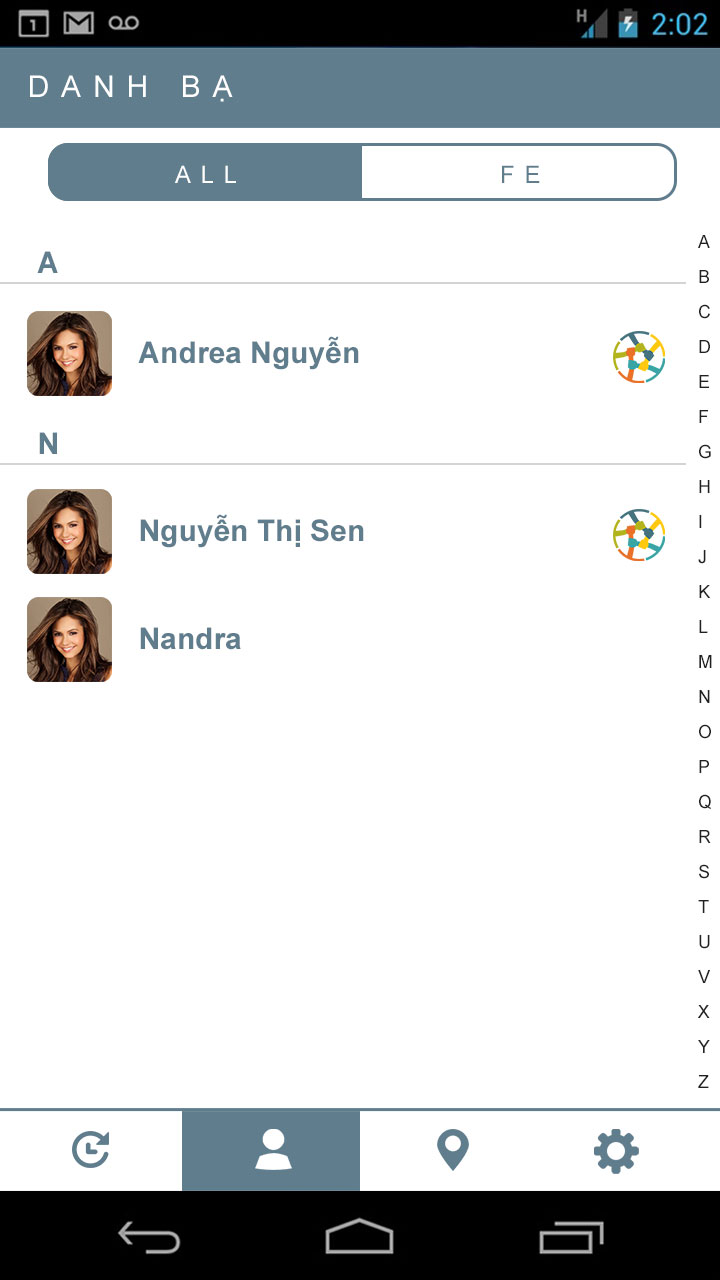 1
H
2:02
DANH BẠ
ALL
FE
A
Andrea Nguyễn
N
Nguyễn Thị Sen
Nandra
A
B
C
D
E
F
G
H
I
J
K
L
M
N
O
P
Q
R
S
T
U
V
X
Y
Z